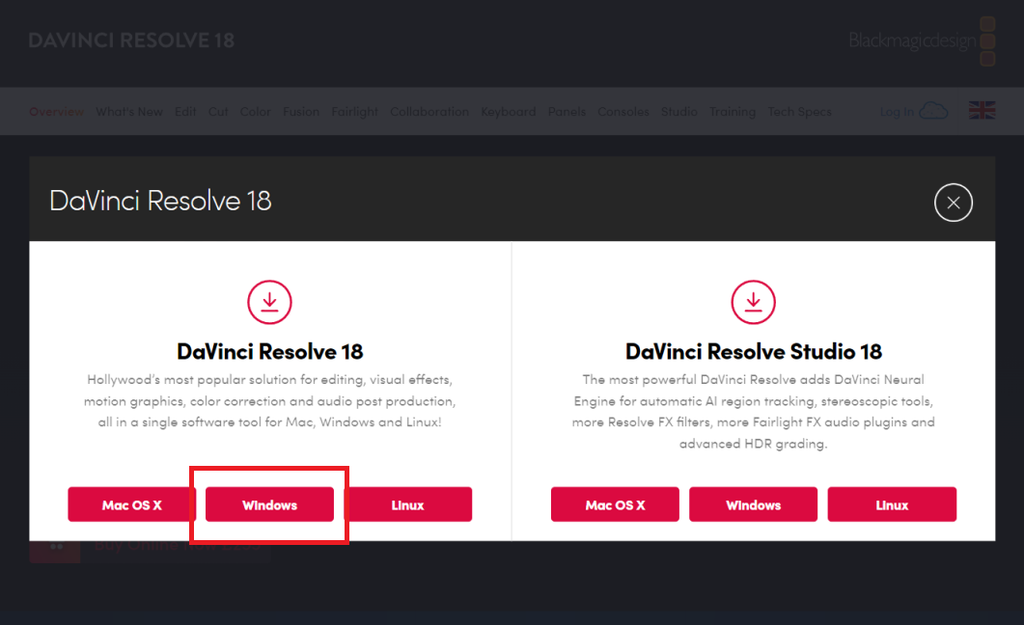 DAVINCI RESOLVE 18
Blackmagicdesign
Overview What's New Edit Cut Color Fusion Fairlight Collaboration Keyboard Panels Consoles Studio Training Tech Specs Log in
DaVinci Resolve 18
DaVinci Resolve 18
Hollywood's most popular solution for editing, visual effects,
motion graphics, color correction and audio post production,
all in a single software tool for Mac, Windows and Linux!
Mac OS X Windows Linux
DaVinci Resolve Studio 18
The most powerful DaVinci Resolve adds DaVinci Neural
Engine for automatic AI region tracking, stereoscopic tools,
more Resolve FX filters, more Fairlight FX audio plugins and
advanced HDR grading.
Mac OS X Windows Linux
Buy Online Now